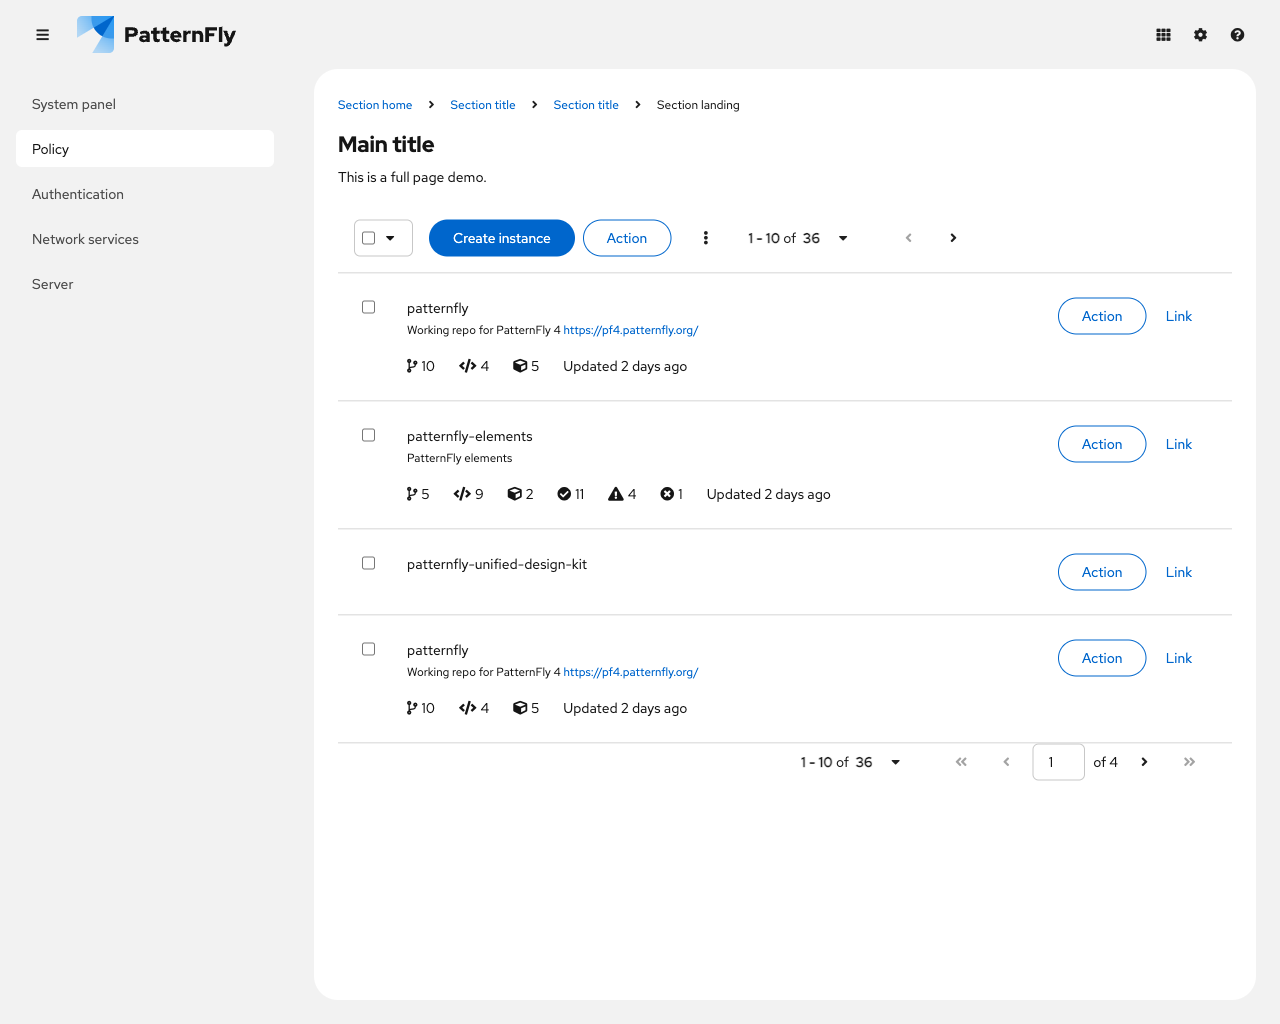 PatternFly
System panel
Policy
Authentication
Network services
Server
Section home Section title Section title Section landing
Main title
This is a full page demo.
Create instance Action 1 - 10 of 36
patternfly
Working repo for PatternFly 4 https://pf4.patternfly.org/
10 4 5 Updated 2 days ago
Action Link
patternfly-elements
PatternFly elements
5 9 2 11 4 1 Updated 2 days ago
Action Link
patternfly-unified-design-kit
Action Link
patternfly
Working repo for PatternFly 4 https://pf4.patternfly.org/
10 4 5 Updated 2 days ago
Action Link
1 - 10 of 36 1 of 4